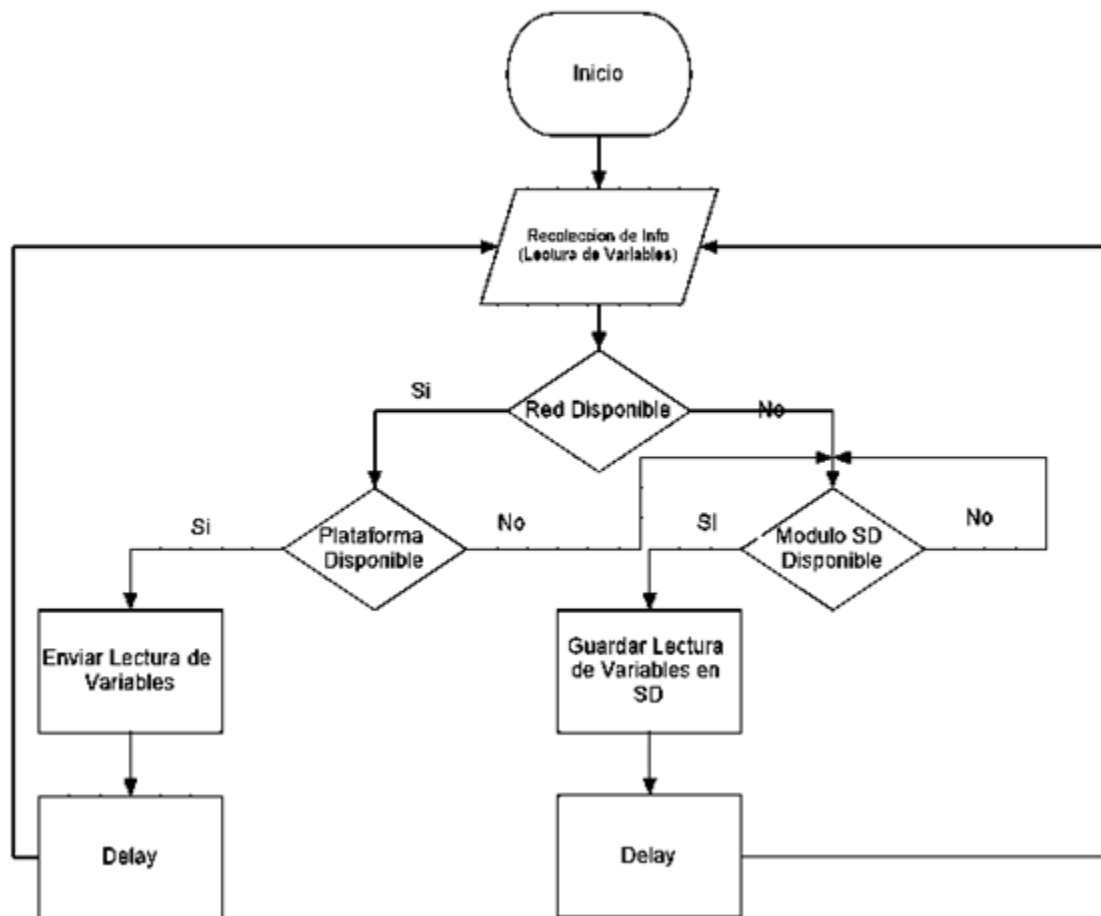 Inicio
Recoleccion de Info
(Lectura de Variables)
Si
Red Disponible
No
Si
Plataforma
Disponible
No
SI
Modulo SD
Disponible
No
Enviar Lectura de
Variables
Guardar Lectura
de Variables en
SD
Delay
Delay